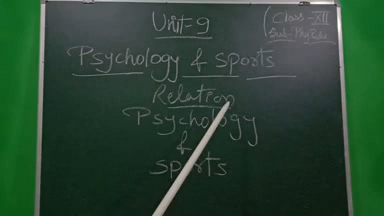 Unit-9
Class-XII
Sub-Phy Edu
Psychology & sports
Relation
Psychology
&
sports